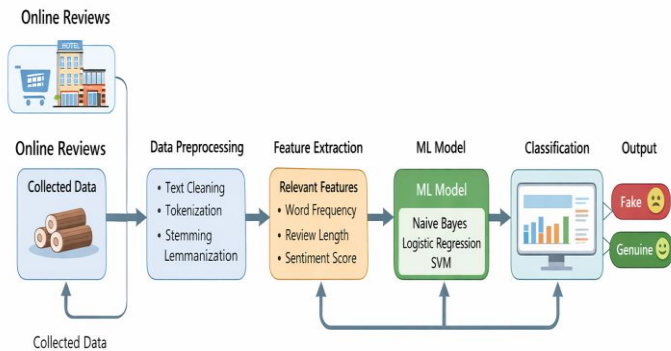 Online Reviews
HOTEL
Online Reviews
Data Preprocessing
Feature Extraction
ML Model
Classification
Output
Collected Data
• Text Cleaning
• Tokenization
• Stemming
Lemmanization
Relevant Features
• Word Frequency
• Review Length
• Sentiment Score
ML Model
Naive Bayes
Logistic Regression
SVM
Fake
Genuine
Collected Data